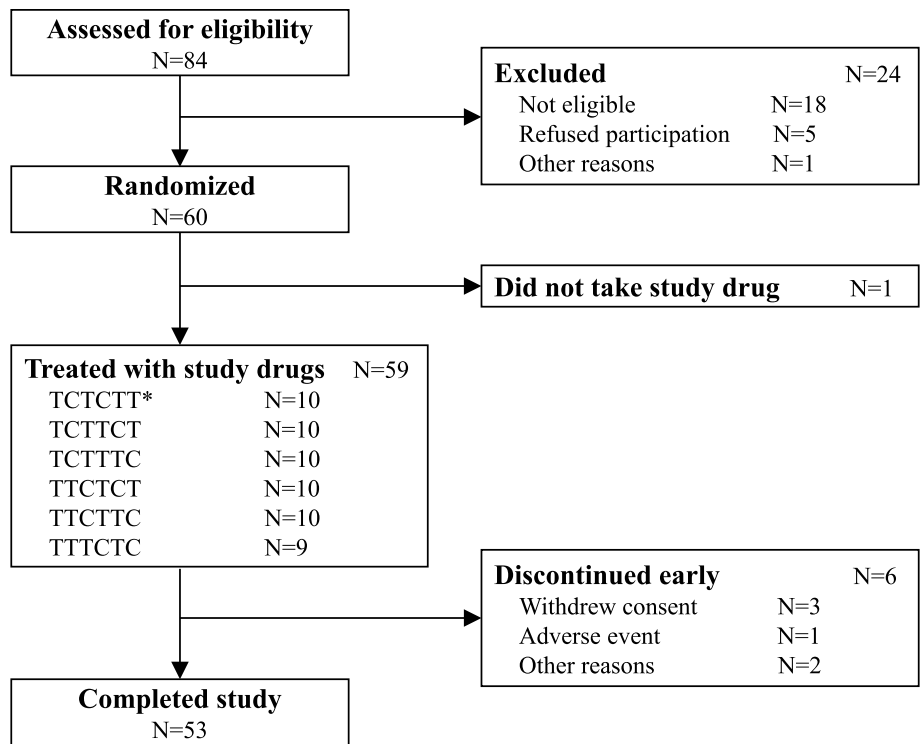 Assessed for eligibility
N=84
Excluded N=24
Not eligible N=18
Refused participation N=5
Other reasons N=1
Randomized
N=60
Did not take study drug N=1
Treated with study drugs N=59
TCTCTT* N=10
TCTTCT N=10
TCTTTC N=10
TTCTCT N=10
TTCTTC N=10
TTTCTC N=9
Discontinued early N=6
Withdrew consent N=3
Adverse event N=1
Other reasons N=2
Completed study
N=53